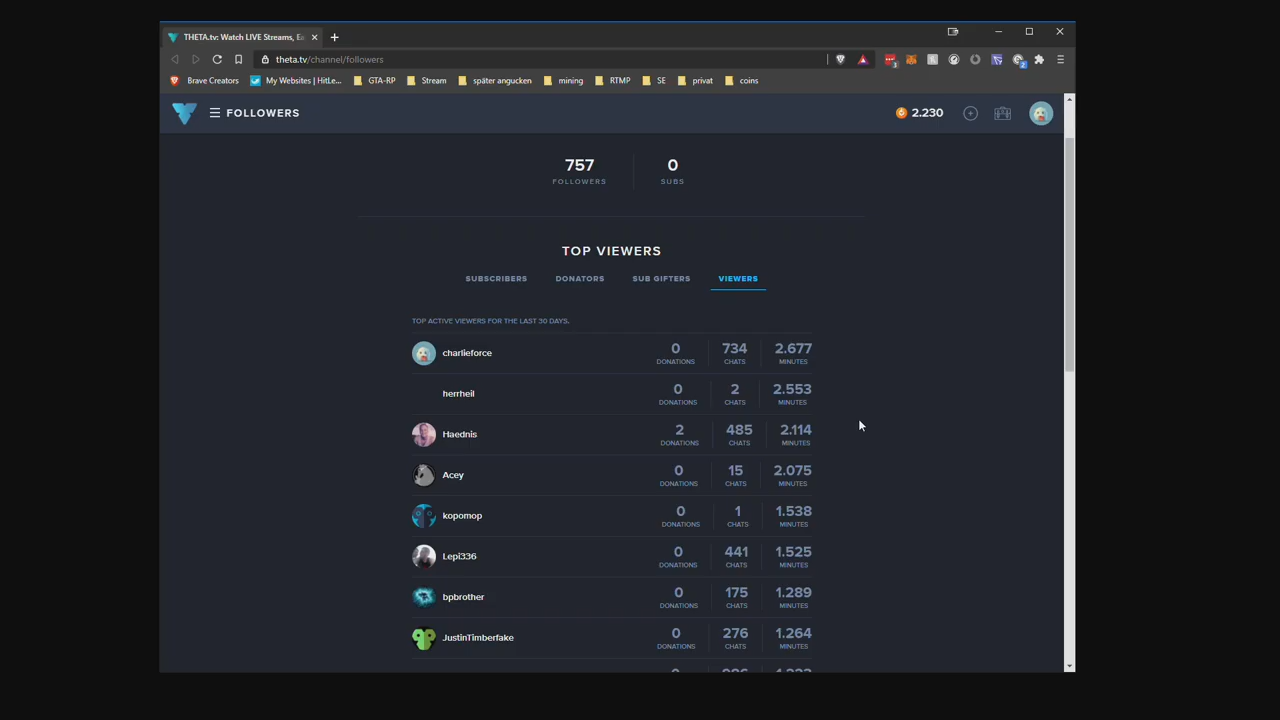 THETA.tv: Watch LIVE Streams, Ea
theta.tv/channel/followers
Brave Creators My Websites | HitLe... GTA-RP Stream später angucken mining RTMP SE privat coins
FOLLOWERS 2.230
757 0
FOLLOWERS SUBS
TOP VIEWERS
SUBSCRIBERS DONATORS SUB GIFTERS VIEWERS
TOP ACTIVE VIEWERS FOR THE LAST 30 DAYS.
charlieforce 0 734 2.677
DONATIONS CHATS MINUTES
herrheil 0 2 2.553
DONATIONS CHATS MINUTES
Haednis 2 485 2.114
DONATIONS CHATS MINUTES
Acey 0 15 2.075
DONATIONS CHATS MINUTES
kopomop 0 1 1.538
DONATIONS CHATS MINUTES
Lepi336 0 441 1.525
DONATIONS CHATS MINUTES
bpbrother 0 175 1.289
DONATIONS CHATS MINUTES
JustinTimberfake 0 276 1.264
DONATIONS CHATS MINUTES